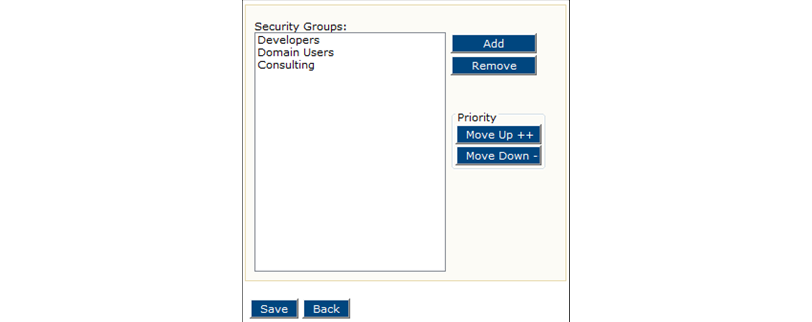 Security Groups:
Developers
Domain Users
Consulting
Add
Remove
Priority
Move Up ++
Move Down -
Save
Back